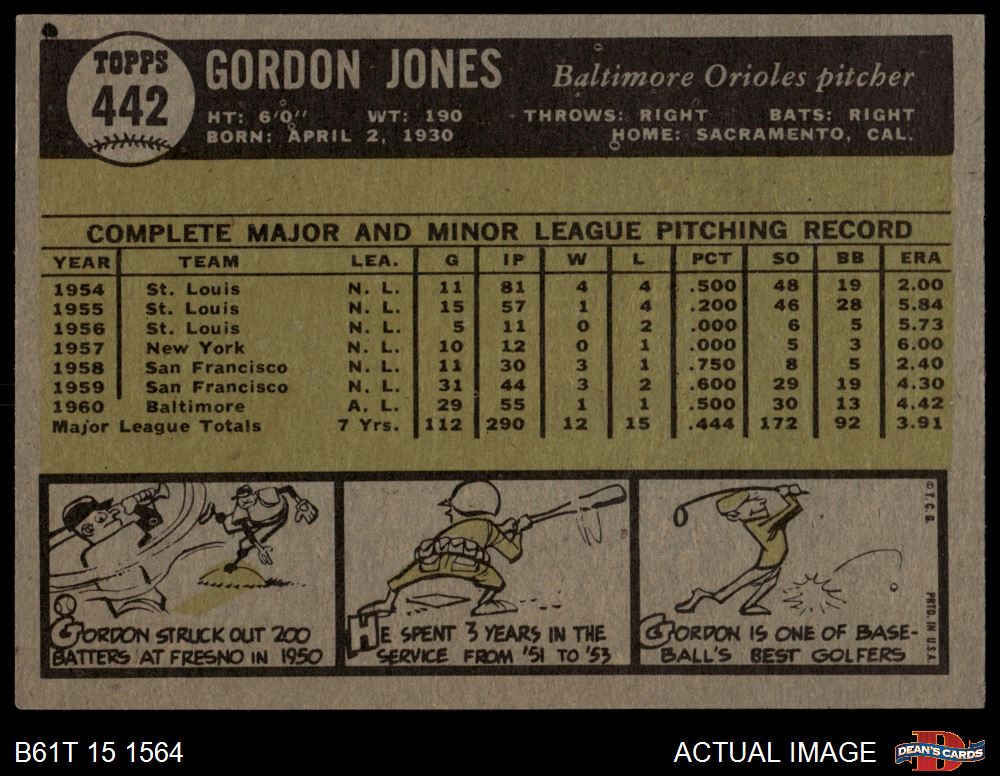 TOPPS
442
GORDON JONES
Baltimore Orioles pitcher
HT: 6'0" WT: 190 THROWS: RIGHT BATS: RIGHT
BORN: APRIL 2, 1930 HOME: SACRAMENTO, CAL.
COMPLETE MAJOR AND MINOR LEAGUE PITCHING RECORD
YEAR TEAM LEA. G IP W L PCT SO BB ERA
1954 St. Louis N. L. 11 81 4 4 .500 48 19 2.00
1955 St. Louis N. L. 15 57 1 4 .200 46 28 5.84
1956 St. Louis N. L. 5 11 0 2 .000 6 5 5.73
1957 New York N. L. 10 12 0 1 .000 5 3 6.00
1958 San Francisco N. L. 11 30 3 1 .750 8 5 2.40
1959 San Francisco N. L. 31 44 3 2 .600 29 19 4.30
1960 Baltimore A. L. 29 55 1 1 .500 30 13 4.42
Major League Totals 7 Yrs. 112 290 12 15 .444 172 92 3.91
GORDON STRUCK OUT 200
BATTERS AT FRESNO IN 1950
HE SPENT 3 YEARS IN THE
SERVICE FROM '51 TO '53
GORDON IS ONE OF BASE-
BALL'S BEST GOLFERS
© T. C. G. PRTD. IN U.S.A.
B61T 15 1564
ACTUAL IMAGE
DEAN'S CARDS